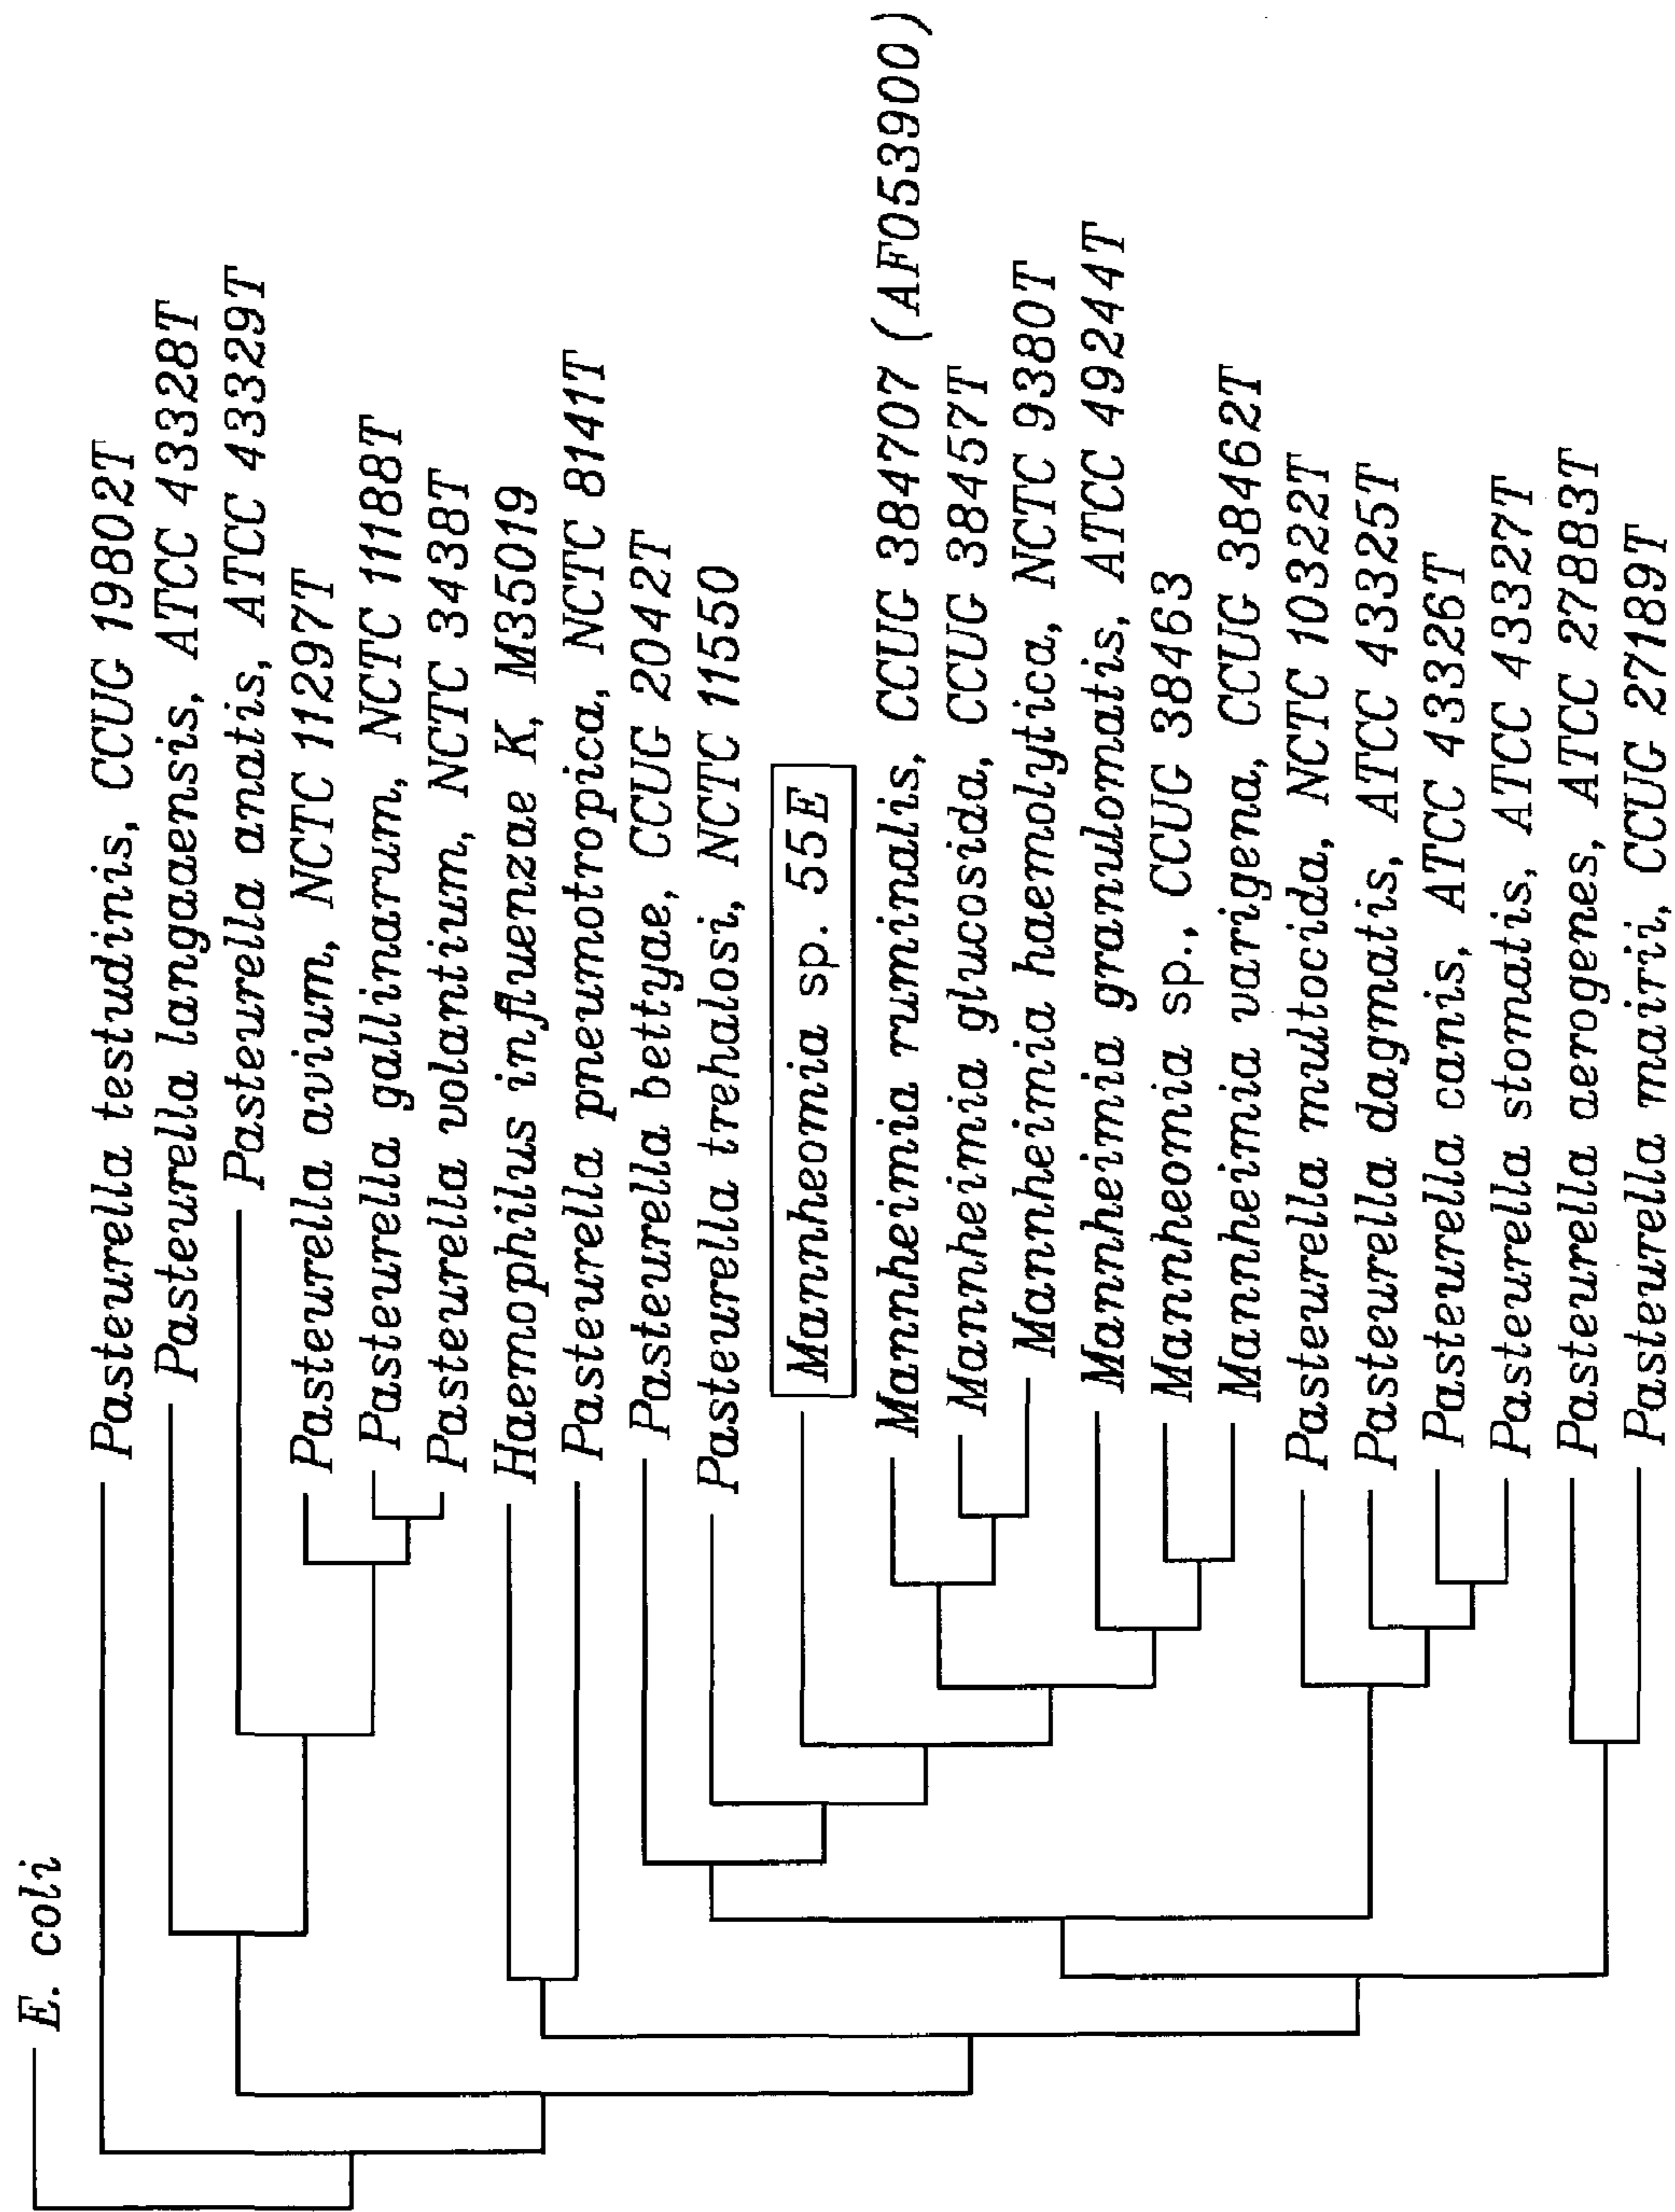 E. coli
Pasteurella testudinis, CCUG 19802T
Pasteurella langaaensis, ATCC 43328T
Pasteurella anatis, ATCC 43329T
Pasteurella avium, NCTC 11297T
Pasteurella gallinarum, NCTC 11188T
Pasteurella volantium, NCTC 3438T
Haemophilus influenzae K, M35019
Pasteurella pneumotropica, NCTC 8141T
Pasteurella bettyae, CCUG 2042T
Pasteurella trehalosi, NCTC 11550
Mannheomia sp. 55E
Manheimia ruminalis, CCUG 384707 (AF053900)
Mannheimia glucosida, CCUG 38457T
Mannheimia haemolytica, NCTC 9380T
Mannheimia granulomatis, ATCC 49244T
Mannheomia sp., CCUG 38463
Mannheimia varigena, CCUG 38462T
Pasteurella multocida, NCTC 10322T
Pasteurella dagmatis, ATCC 43325T
Pasteurella canis, ATCC 43326T
Pasteurella stomatis, ATCC 43327T
Pasteurella aerogenes, ATCC 27883T
Pasteurella mairii, CCUG 27189T